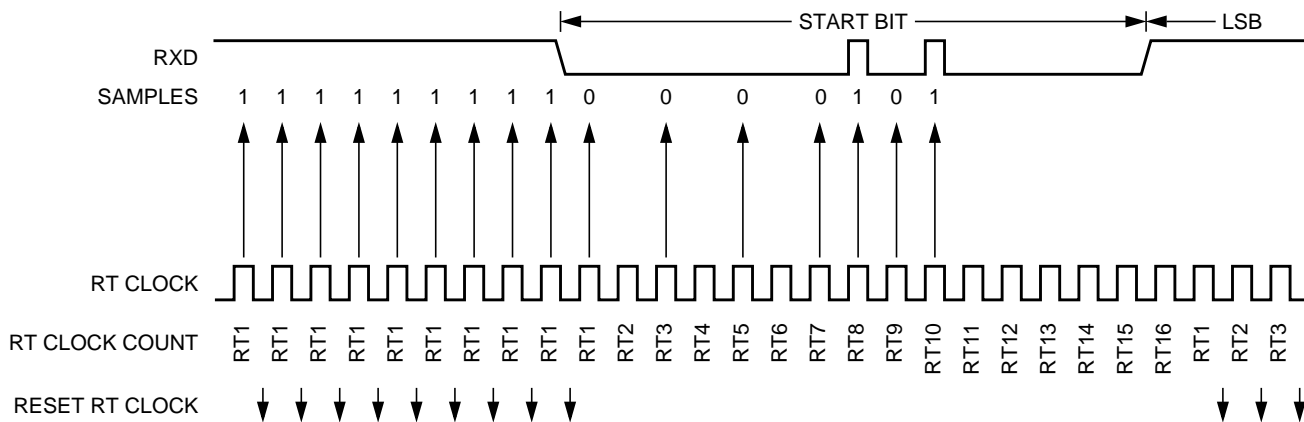 START BIT LSB
RXD
SAMPLES 1 1 1 1 1 1 1 1 1 0 0 0 0 1 0 1
RT CLOCK
RT CLOCK COUNT RT1 RT1 RT1 RT1 RT1 RT1 RT1 RT1 RT1 RT1 RT2 RT3 RT4 RT5 RT6 RT7 RT8 RT9 RT10 RT11 RT12 RT13 RT14 RT15 RT16 RT1 RT2 RT3
RESET RT CLOCK